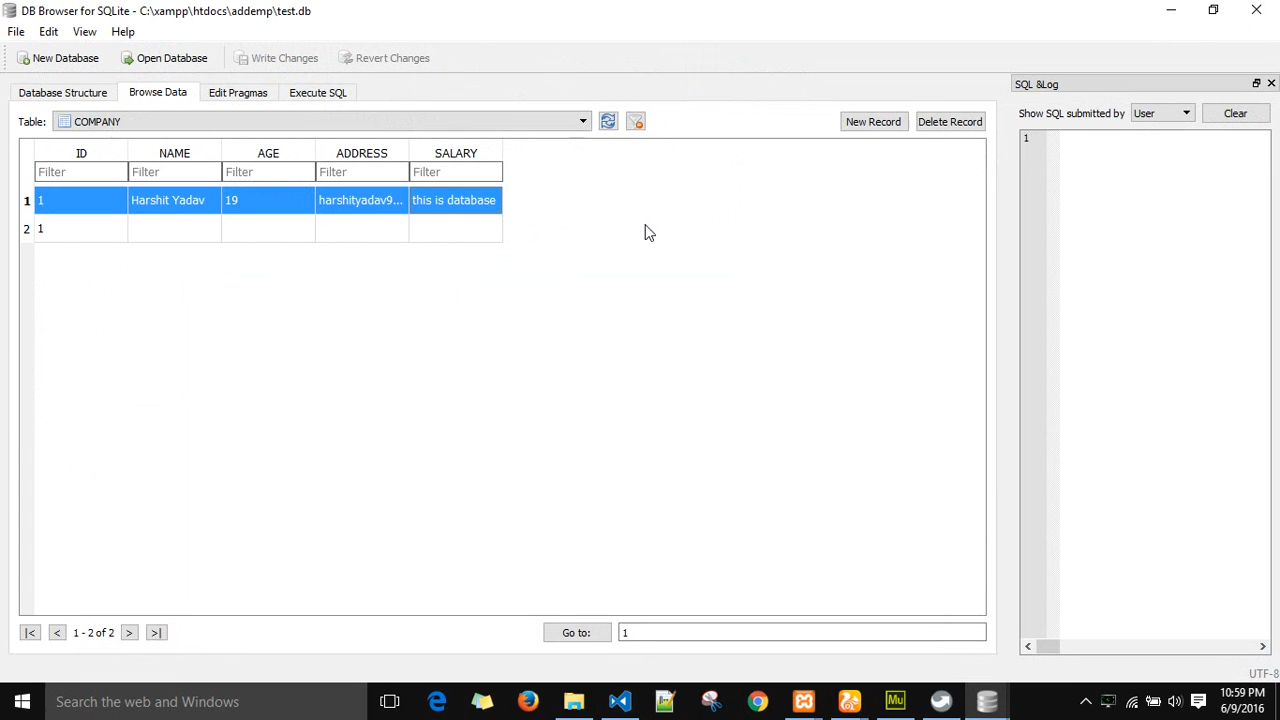 DB Browser for SQLite - C:\xampp\htdocs\addemp\test.db
File Edit View Help
New Database Open Database Write Changes Revert Changes
SQL &Log
Database Structure Browse Data Edit Pragmas Execute SQL
Show SQL submitted by User Clear
Table: COMPANY New Record Delete Record
1
ID NAME AGE ADDRESS SALARY
Filter Filter Filter Filter Filter
1 1 Harshit Yadav 19 harshityadav9... this is database
2 1
|< < 1 - 2 of 2 > >| Go to: 1
< >
UTF-8
Search the web and Windows
Mu
10:59 PM
6/9/2016